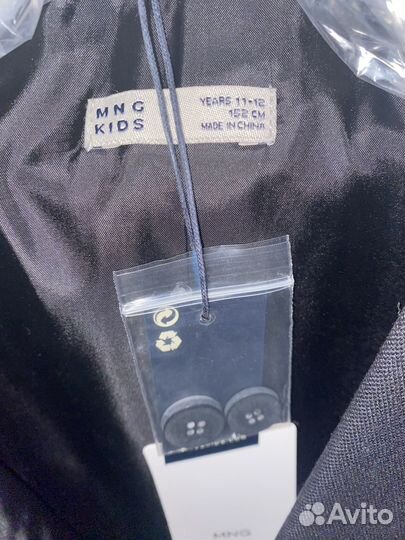 MNG
KIDS
YEARS 11-12
152 CM
MADE IN CHINA
MNG
Avito